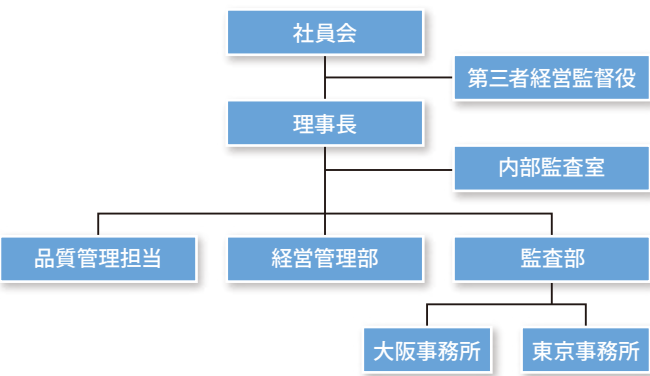 社員会
第三者経営監督役
理事長
内部監査室
品質管理担当
経営管理部
監査部
大阪事務所
東京事務所